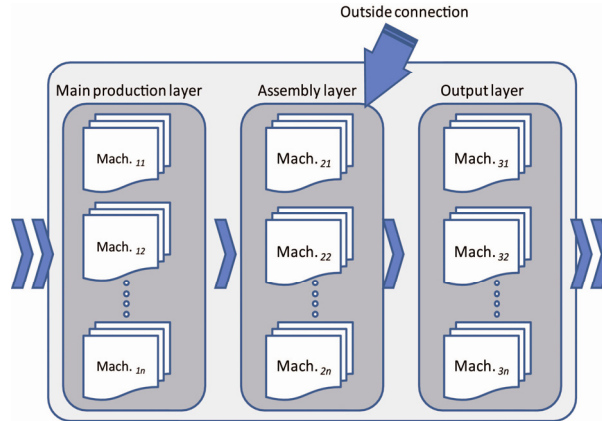 Outside connection
Main production layer
Assembly layer
Output layer
Mach. 11
Mach. 21
Mach. 31
Mach. 12
Mach. 22
Mach. 32
Mach. 1n
Mach. 2n
Mach. 3n